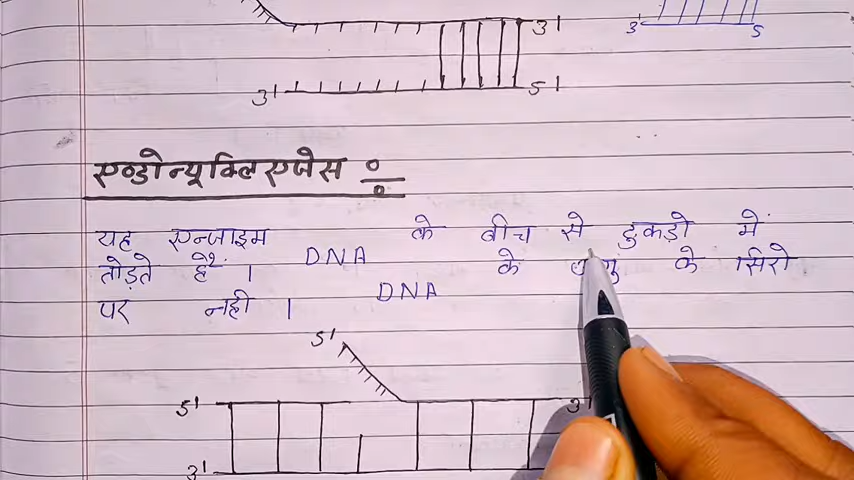 3'
3' 5
3' 5'
एण्डोन्यूक्लिएजेस
यह एन्जाइम DNA के बीच से टुकड़ो में
तोड़ते हैं। DNA के के सिरो
पर नही।
5'
5' 3'
3'